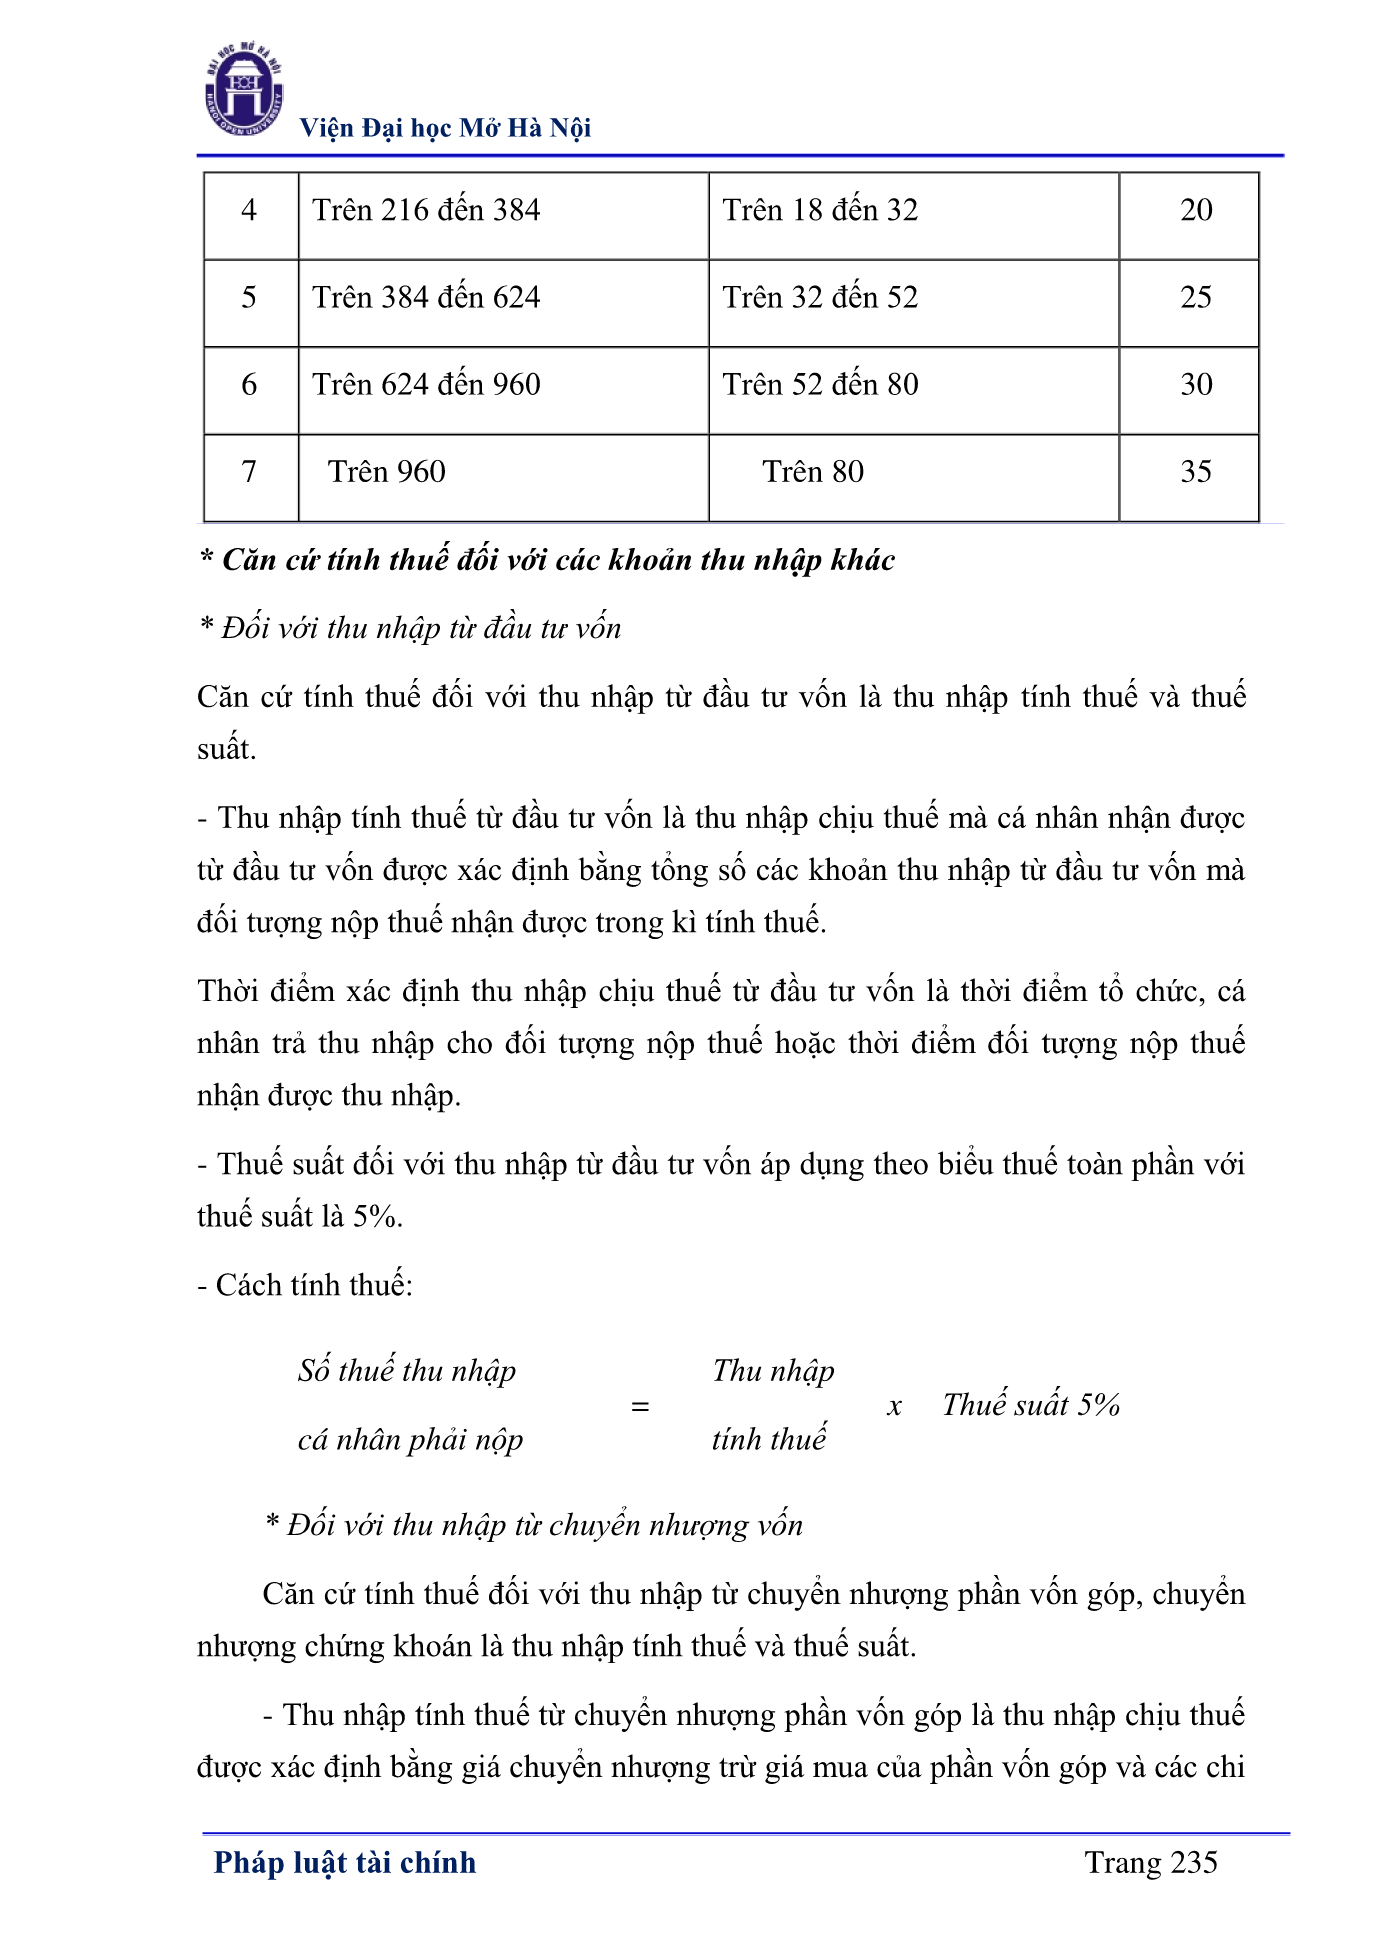 ĐẠI HỌC MỞ HÀ NỘI
HANOI OPEN UNIVERSITY
Viện Đại học Mở Hà Nội
4 Trên 216 đến 384 Trên 18 đến 32 20
5 Trên 384 đến 624 Trên 32 đến 52 25
6 Trên 624 đến 960 Trên 52 đến 80 30
7 Trên 960 Trên 80 35
* Căn cứ tính thuế đối với các khoản thu nhập khác
* Đối với thu nhập từ đầu tư vốn
Căn cứ tính thuế đối với thu nhập từ đầu tư vốn là thu nhập tính thuế và thuế
suất.
- Thu nhập tính thuế từ đầu tư vốn là thu nhập chịu thuế mà cá nhân nhận được
từ đầu tư vốn được xác định bằng tổng số các khoản thu nhập từ đầu tư vốn mà
đối tượng nộp thuế nhận được trong kì tính thuế.
Thời điểm xác định thu nhập chịu thuế từ đầu tư vốn là thời điểm tổ chức, cá
nhân trả thu nhập cho đối tượng nộp thuế hoặc thời điểm đối tượng nộp thuế
nhận được thu nhập.
- Thuế suất đối với thu nhập từ đầu tư vốn áp dụng theo biểu thuế toàn phần với
thuế suất là 5%.
- Cách tính thuế:
Số thuế thu nhập Thu nhập
= x Thuế suất 5%
cá nhân phải nộp tính thuế
* Đối với thu nhập từ chuyển nhượng vốn
Căn cứ tính thuế đối với thu nhập từ chuyển nhượng phần vốn góp, chuyển
nhượng chứng khoán là thu nhập tính thuế và thuế suất.
- Thu nhập tính thuế từ chuyển nhượng phần vốn góp là thu nhập chịu thuế
được xác định bằng giá chuyển nhượng trừ giá mua của phần vốn góp và các chi
Pháp luật tài chính Trang 235